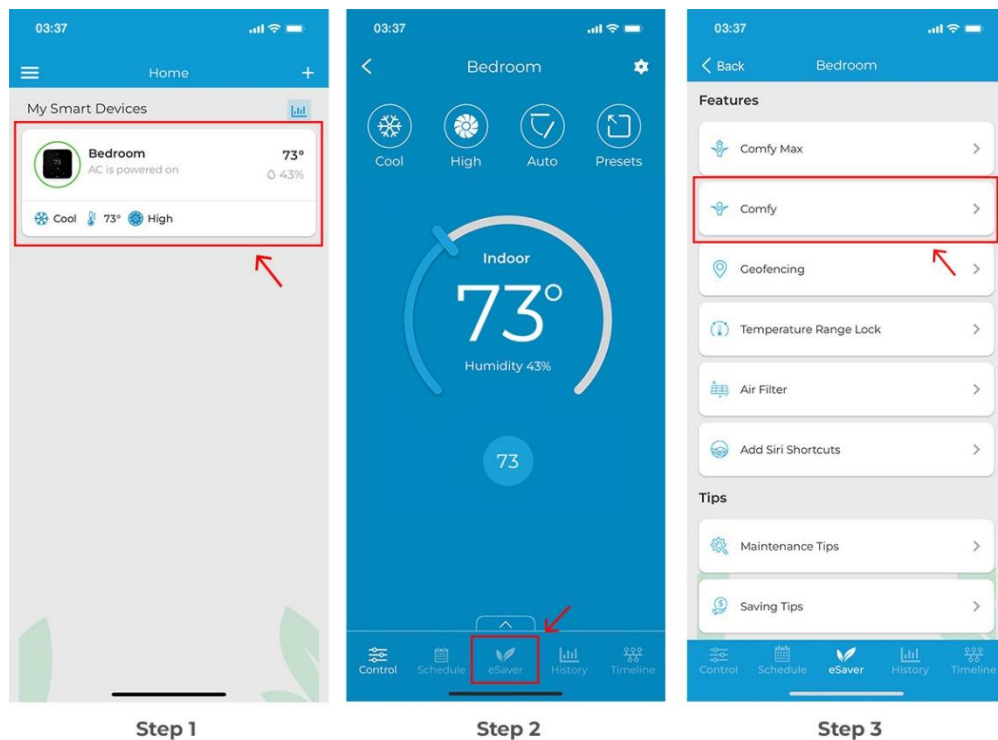 03:37
Home
My Smart Devices
73
Bedroom
73°
AC is powered on
43%
Cool 73° High
Step 1
03:37
Bedroom
Cool High Auto Presets
Indoor
73°
Humidity 43%
73
Control Schedule eSaver History Timeline
Step 2
03:37
Back Bedroom
Features
Comfy Max
Comfy
Geofencing
Temperature Range Lock
Air Filter
Add Siri Shortcuts
Tips
Maintenance Tips
Saving Tips
Control Schedule eSaver History Timeline
Step 3